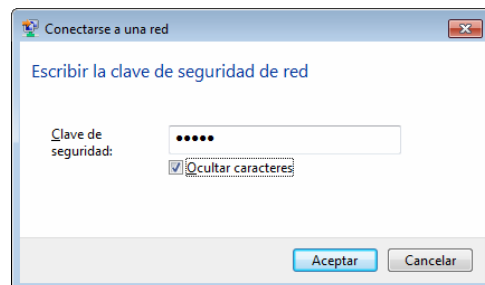 Conectarse a una red
Escribir la clave de seguridad de red
Clave de
seguridad:
•••••
Ocultar caracteres
Aceptar
Cancelar